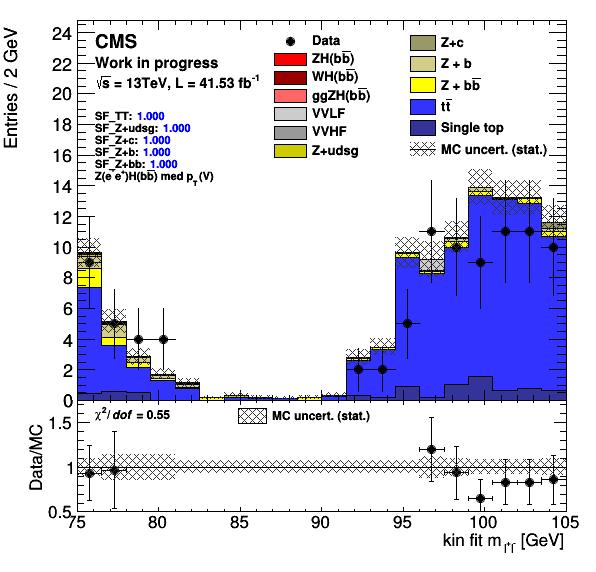 CMS
Work in progress
√s = 13TeV, L = 41.53 fb⁻¹
SF_TT: 1.000
SF_Z+udsg: 1.000
SF_Z+c: 1.000
SF_Z+b: 1.000
SF_Z+bb: 1.000
Z(e⁻e⁺)H(bb̅) med p_T(V)
Data
ZH(bb̅)
WH(bb̅)
ggZH(bb̅)
VVLF
VVHF
Z+udsg
Z+c
Z + b
Z + bb̅
tt̅
Single top
MC uncert. (stat.)
Entries / 2 GeV
24
22
20
18
16
14
12
10
8
6
4
2
0
χ²/dof = 0.55
MC uncert. (stat.)
Data/MC
1.5
1
0.5
75 80 85 90 95 100 105
kin fit m_l⁺l⁻ [GeV]